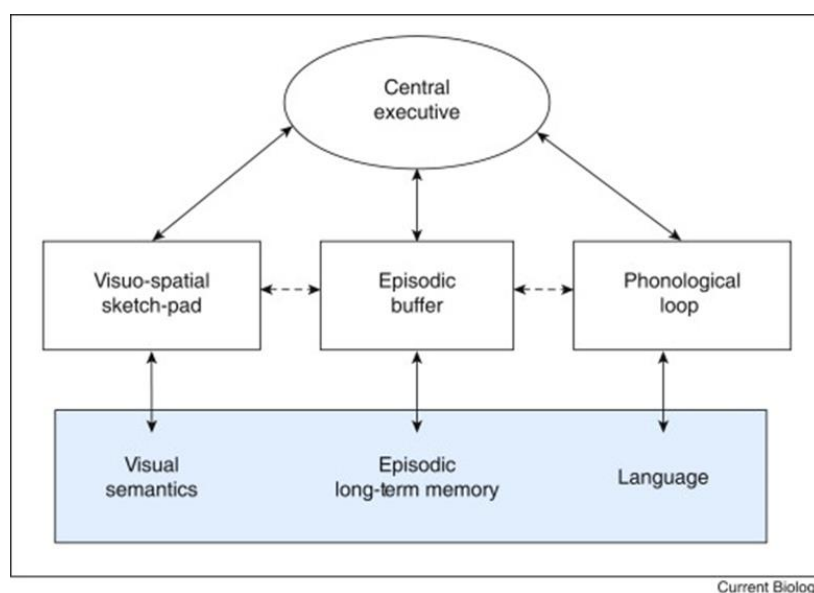 Central
executive
Visuo-spatial
sketch-pad
Episodic
buffer
Phonological
loop
Visual
semantics
Episodic
long-term memory
Language
Current Biolog